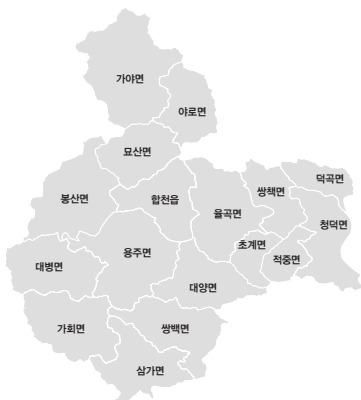 가야면
야로면
묘산면
봉산면
합천읍
율곡면
쌍책면
덕곡면
청덕면
초계면
적중면
용주면
대병면
대양면
가회면
쌍백면
삼가면